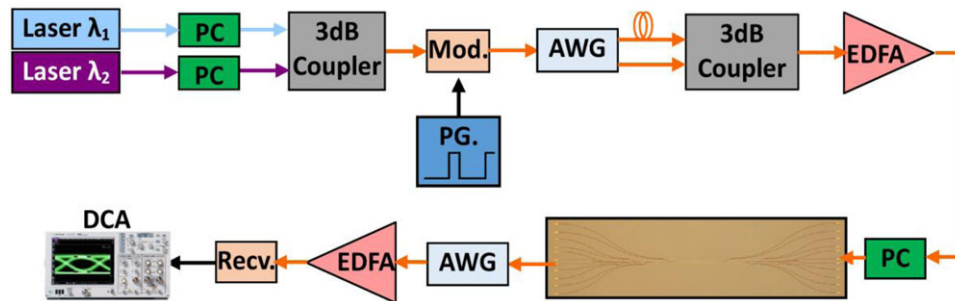 Laser λ1
PC
3dB
Coupler
Mod.
AWG
3dB
Coupler
EDFA
Laser λ2
PC
PG.
DCA
Recv.
EDFA
AWG
PC